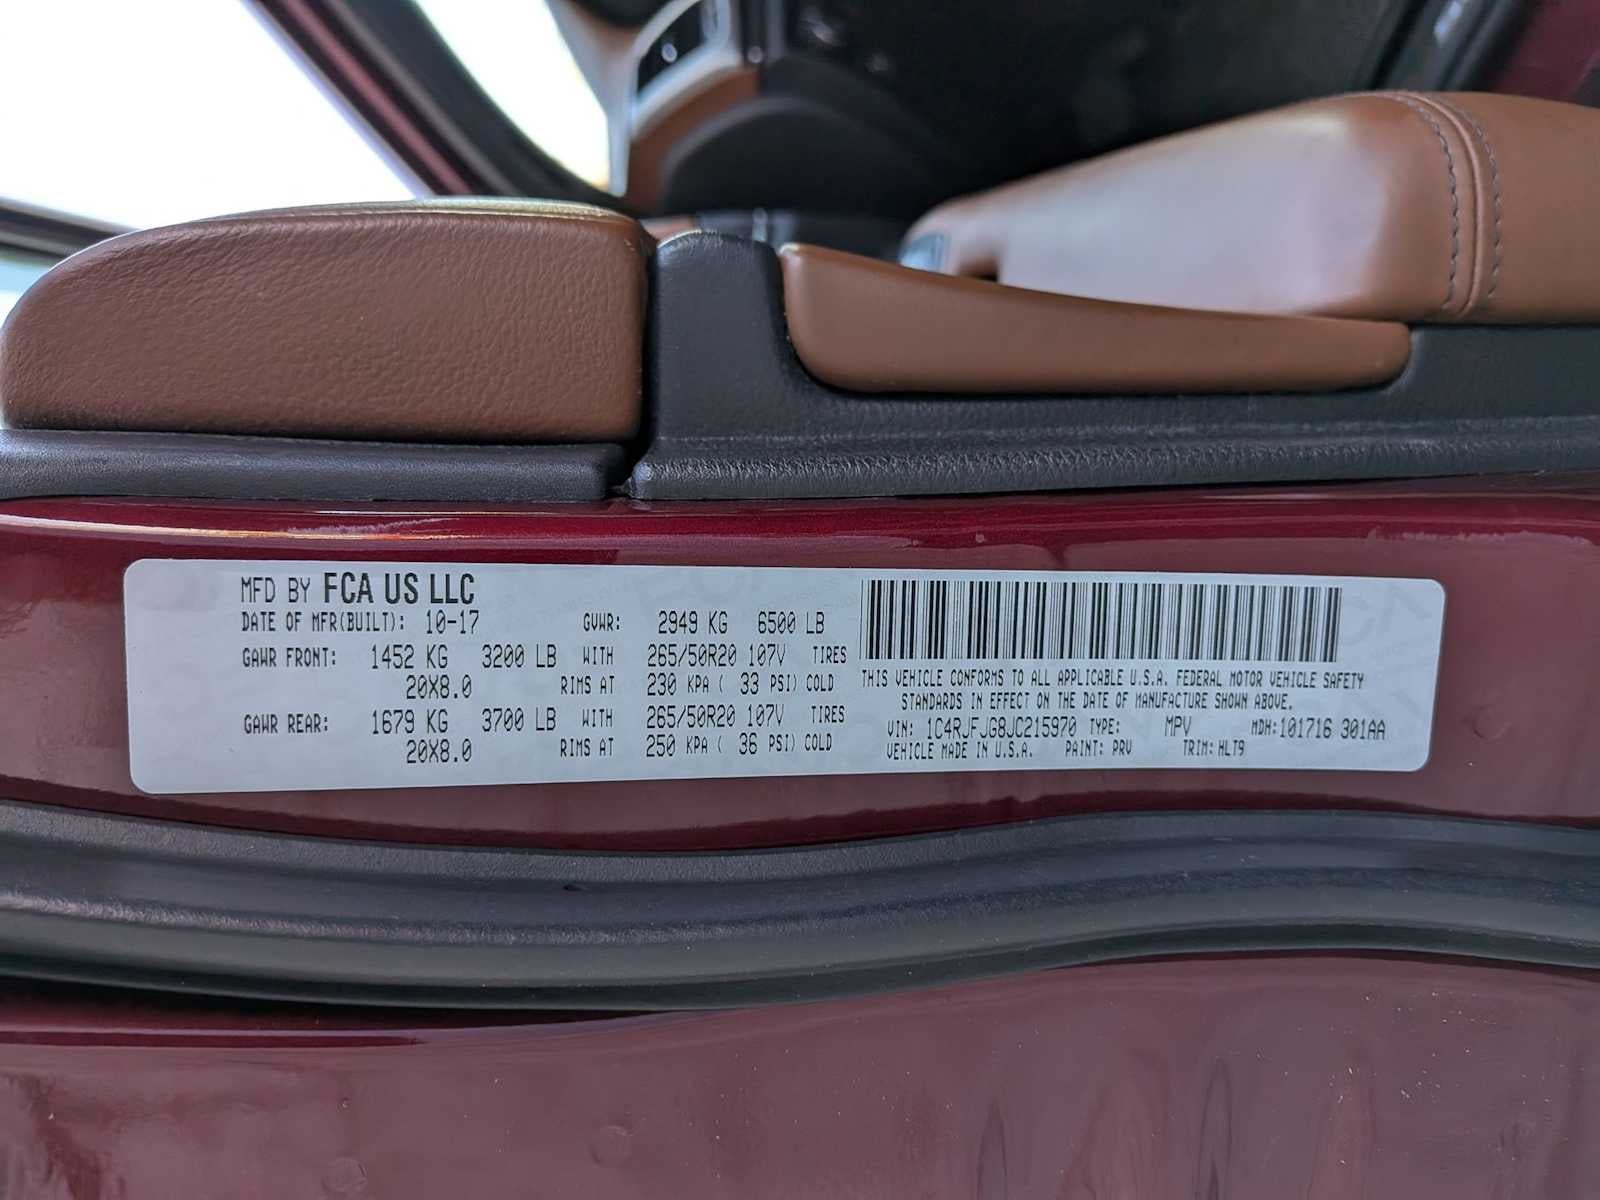 MFD BY FCA US LLC
DATE OF MFR(BUILT): 10-17 GVWR: 2949 KG 6500 LB
GAWR FRONT: 1452 KG 3200 LB WITH 265/50R20 107V TIRES
20X8.0 RIMS AT 230 KPA ( 33 PSI) COLD
GAWR REAR: 1679 KG 3700 LB WITH 265/50R20 107V TIRES
20X8.0 RIMS AT 250 KPA ( 36 PSI) COLD
THIS VEHICLE CONFORMS TO ALL APPLICABLE U.S.A. FEDERAL MOTOR VEHICLE SAFETY
STANDARDS IN EFFECT ON THE DATE OF MANUFACTURE SHOWN ABOVE.
VIN: 1C4RJFJG8JC215970 TYPE: MPV MDH:101716 301AA
VEHICLE MADE IN U.S.A. PAINT: PRV TRIM: HLT9